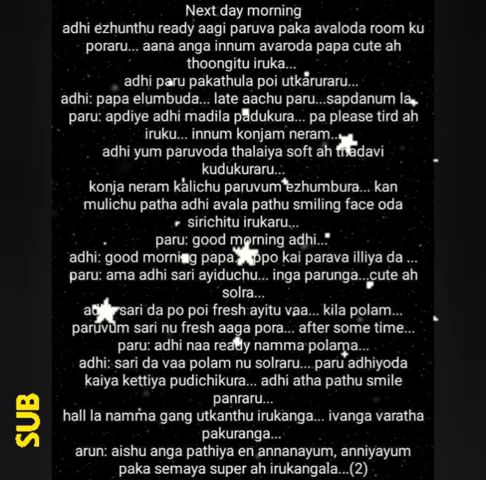 Next day morning
adhi ezhunthu ready aagi paruva paka avaloda room ku
poraru... aana anga innum avaroda papa cute ah
thoongitu iruka...
adhi paru pakathula poi utkaruraru...
adhi: papa elumbuda... late aachu paru...sapdanum la..
paru: apdiye adhi madila padukura... pa please tird ah
iruku... innum konjam neram...
adhi yum paruvoda thalaiya soft ah thadavi
kudukuraru...
konja neram kalichu paruvum ezhumbura... kan
mulichu patha adhi avala pathu smiling face oda
sirichitu irukaru...
paru: good morning adhi...
adhi: good morning papa. ippo kai parava illiya da ...
paru: ama adhi sari ayiduchu... inga parunga...cute ah
solra...
sari da po poi fresh ayitu vaa... kila polam...
paruvum sari nu fresh aaga pora... after some time...
paru: adhi naa ready namma polama...
adhi: sari da vaa polam nu solraru... paru adhiyoda
kaiya kettiya pudichikura... adhi atha pathu smile
panraru...
hall la namma gang utkanthu irukanga... ivanga varatha
pakuranga...
arun: aishu anga pathiya en annanayum, anniyayum
paka semaya super ah irukangala...(2)
SUB